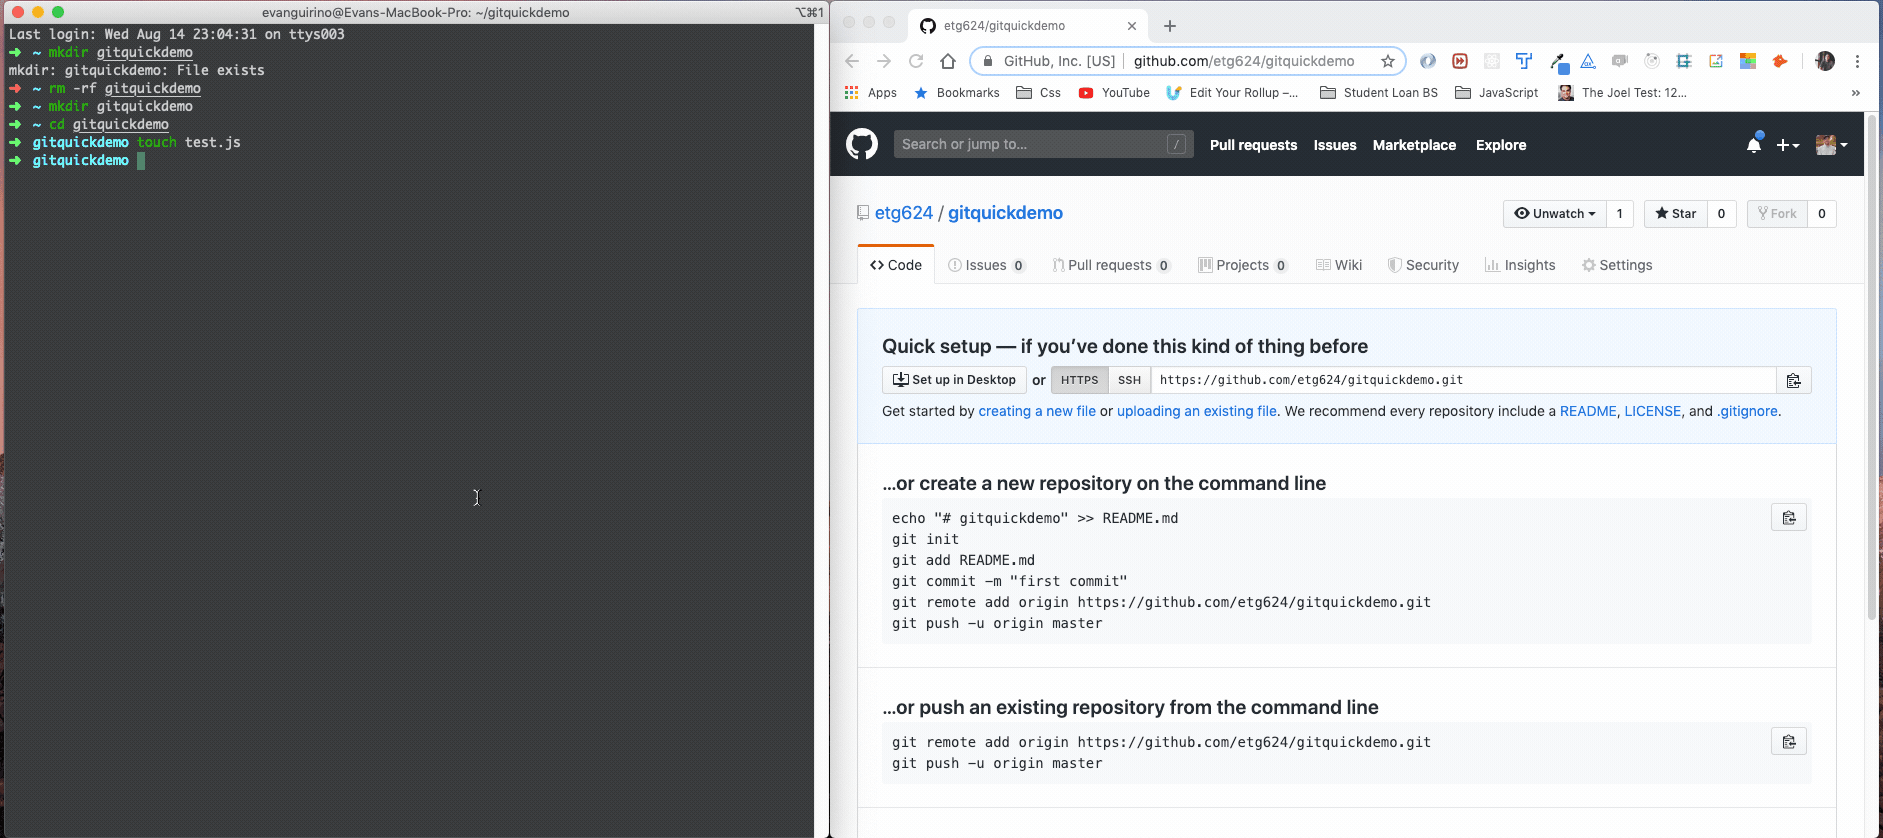 evanguirino@Evans-MacBook-Pro: ~/gitquickdemo
⌥⌘1
Last login: Wed Aug 14 23:04:31 on ttys003
➜ ~ mkdir gitquickdemo
mkdir: gitquickdemo: File exists
➜ ~ rm -rf gitquickdemo
➜ ~ mkdir gitquickdemo
➜ ~ cd gitquickdemo
➜ gitquickdemo touch test.js
➜ gitquickdemo
etg624/gitquickdemo
GitHub, Inc. [US] | github.com/etg624/gitquickdemo
Apps Bookmarks Css YouTube Edit Your Rollup –... Student Loan BS JavaScript The Joel Test: 12... »
Search or jump to... / Pull requests Issues Marketplace Explore
etg624 / gitquickdemo
Unwatch 1 Star 0 Fork 0
<> Code Issues 0 Pull requests 0 Projects 0 Wiki Security Insights Settings
Quick setup — if you’ve done this kind of thing before
Set up in Desktop or HTTPS SSH https://github.com/etg624/gitquickdemo.git
Get started by creating a new file or uploading an existing file. We recommend every repository include a README, LICENSE, and .gitignore.
…or create a new repository on the command line
echo "# gitquickdemo" >> README.md
git init
git add README.md
git commit -m "first commit"
git remote add origin https://github.com/etg624/gitquickdemo.git
git push -u origin master
…or push an existing repository from the command line
git remote add origin https://github.com/etg624/gitquickdemo.git
git push -u origin master